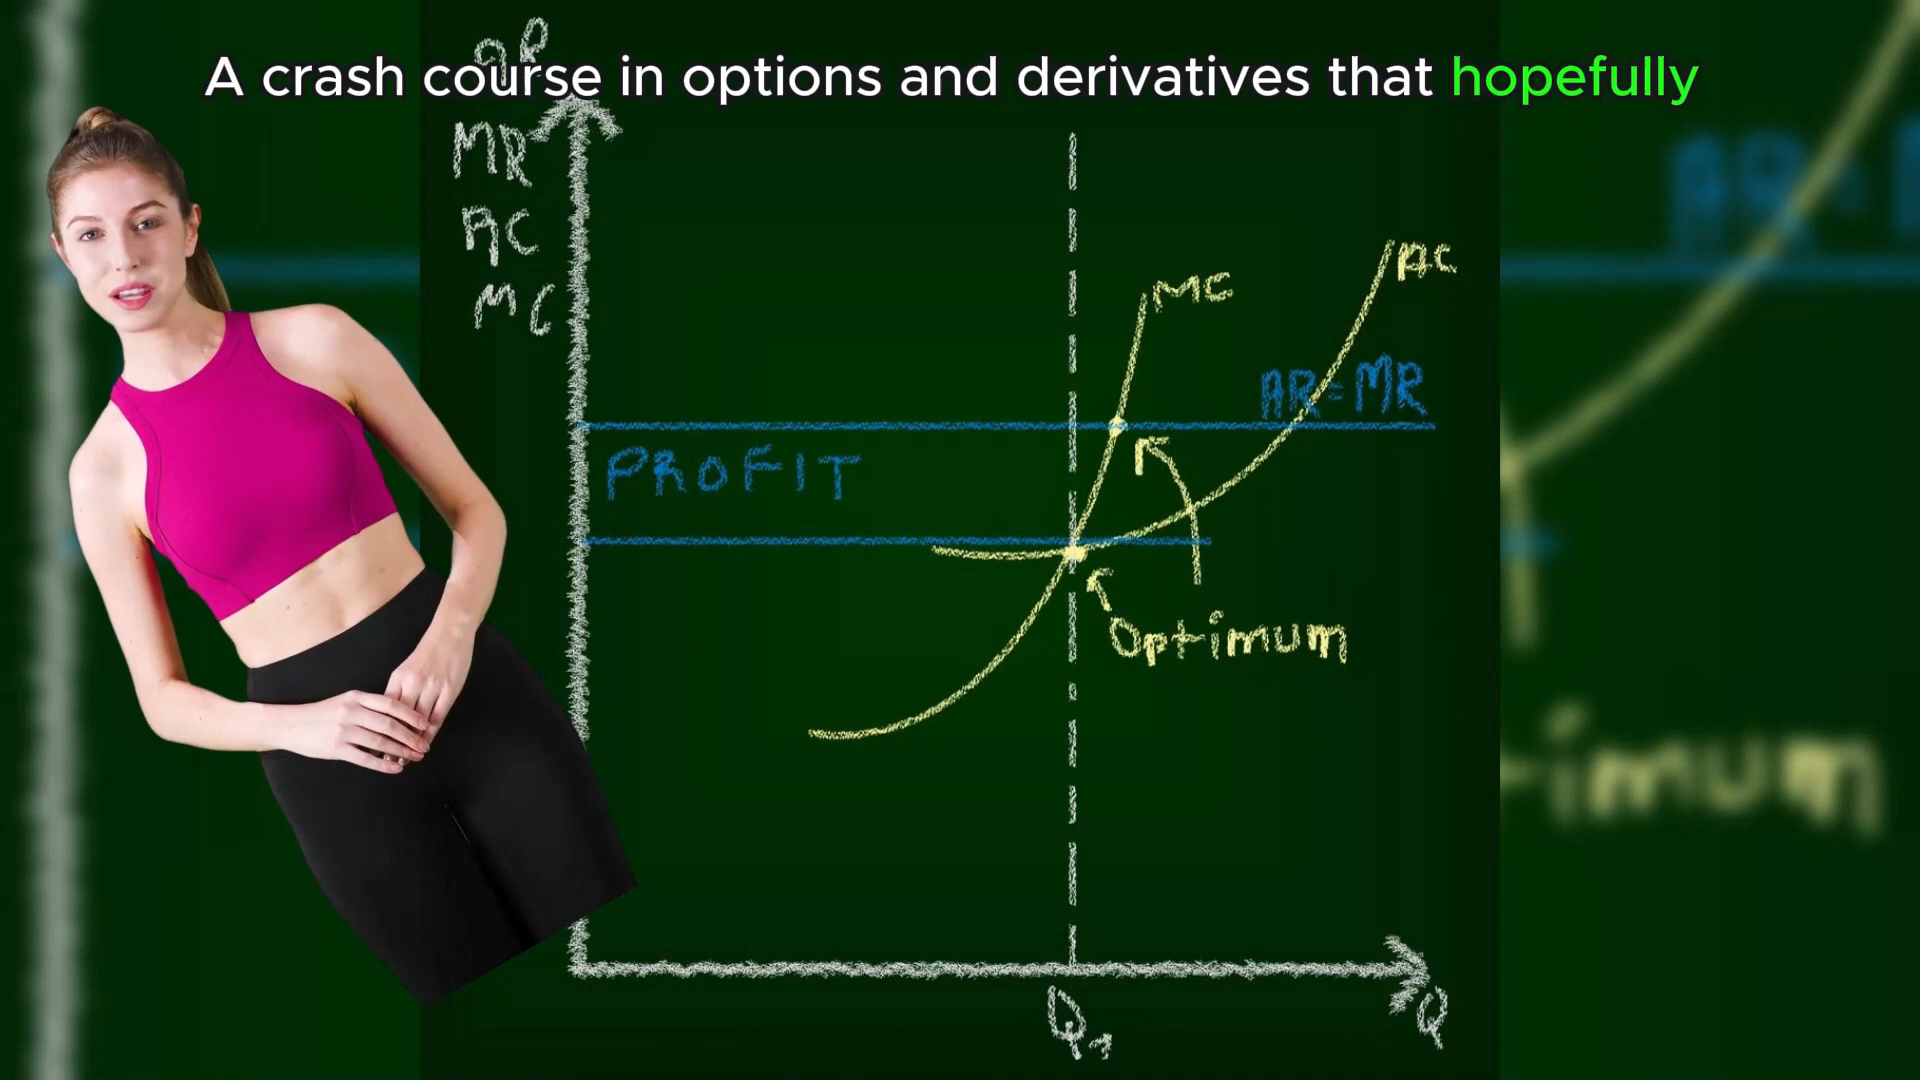 A crash course in options and derivatives that hopefully
MR
AC
MC
MC
AC
AR=MR
PROFIT
Optimum
Q